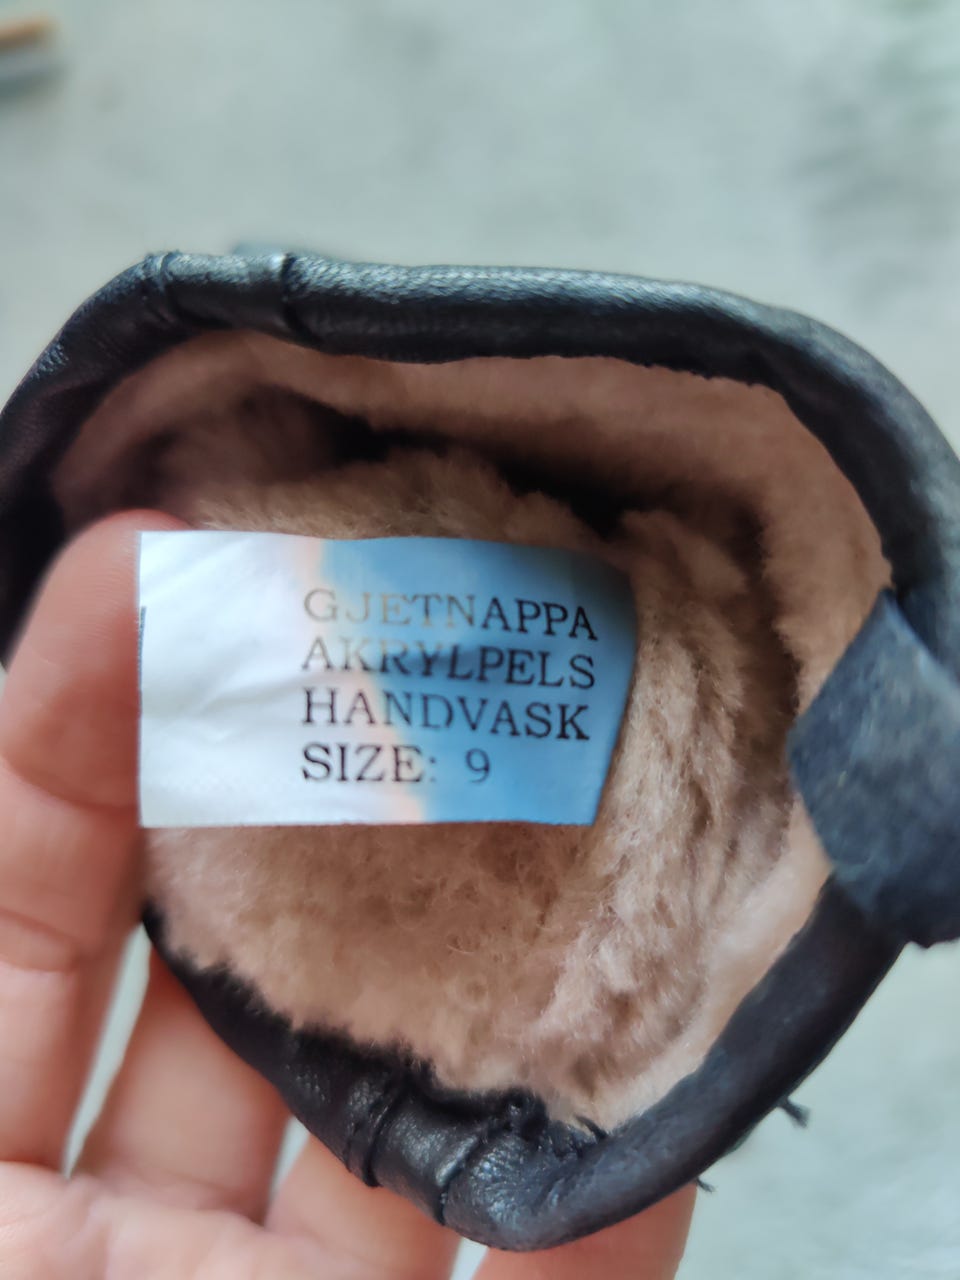 GJETNAPPA
AKRYLPELS
HANDVASK
SIZE: 9